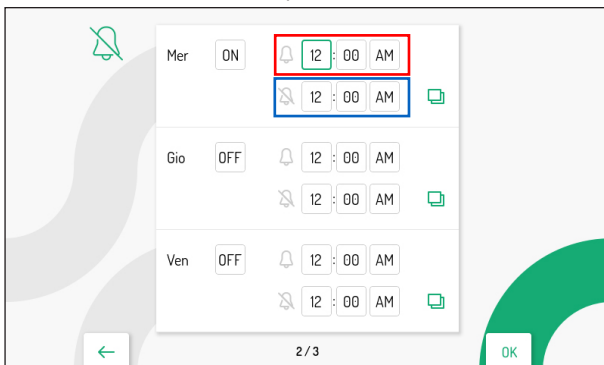 Mer ON 12 : 00 AM
12 : 00 AM
Gio OFF 12 : 00 AM
12 : 00 AM
Ven OFF 12 : 00 AM
12 : 00 AM
2/3 OK